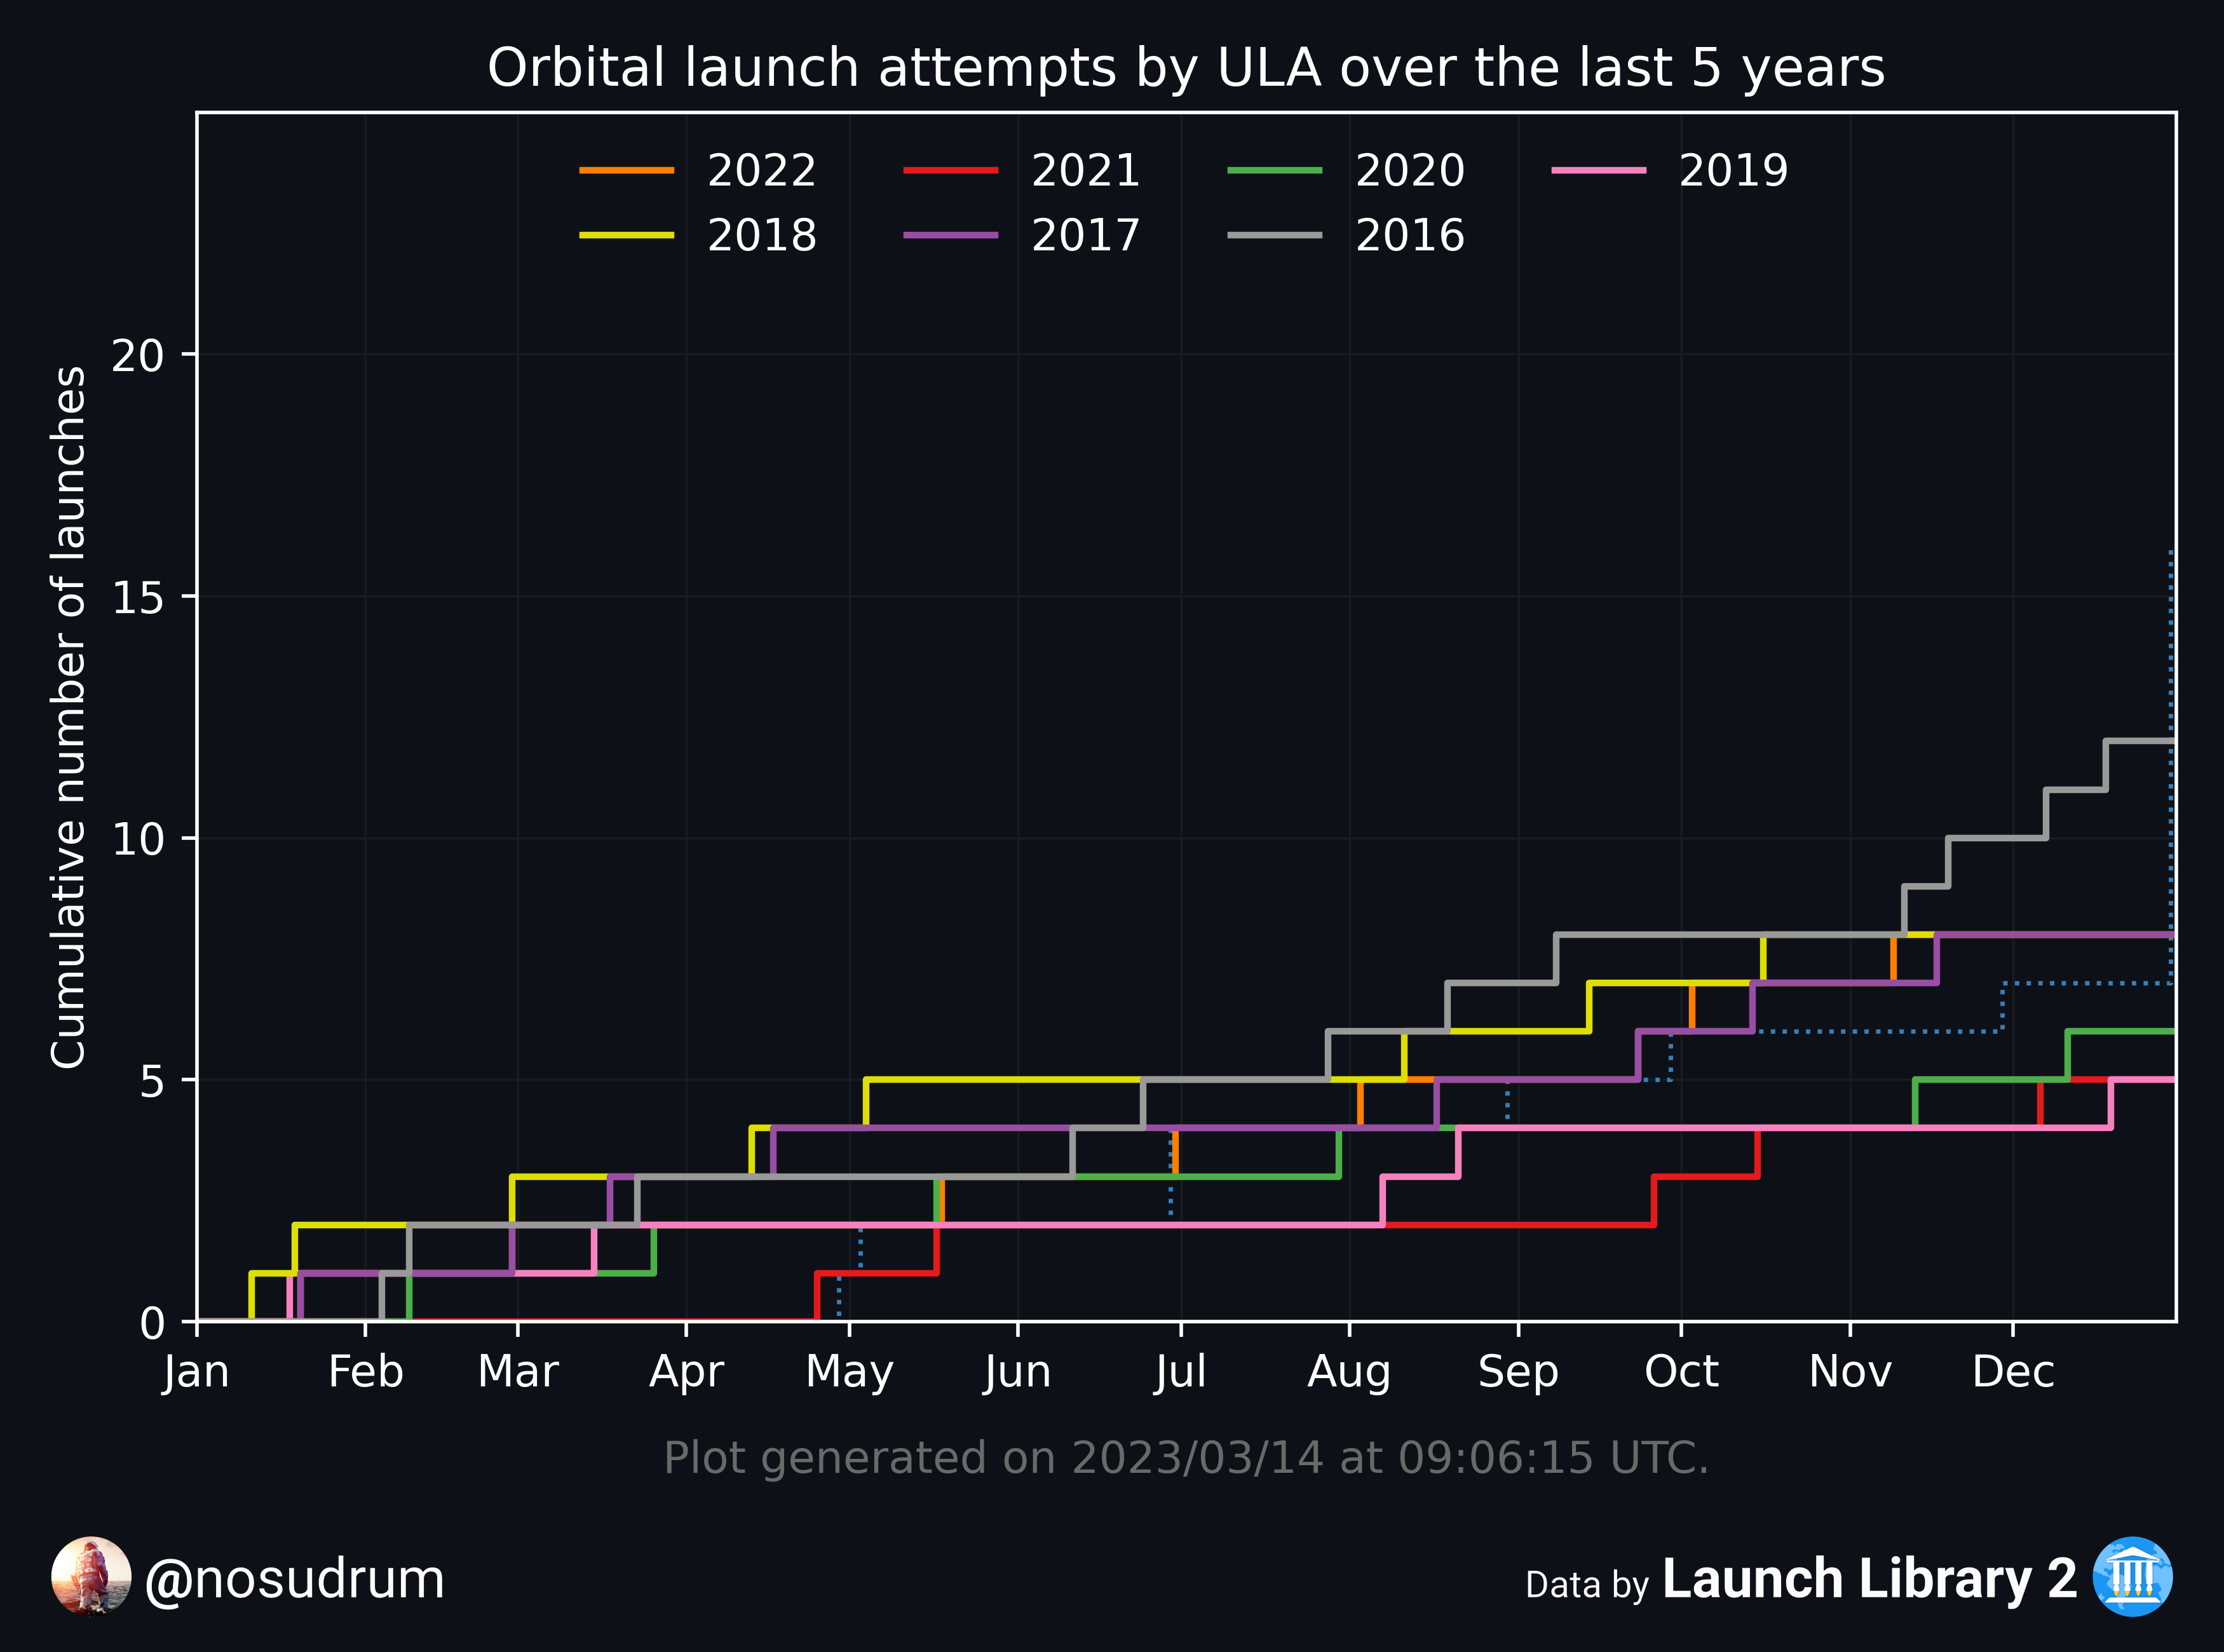 Orbital launch attempts by ULA over the last 5 years
2022 2021 2020 2019
2018 2017 2016
Cumulative number of launches
20
15
10
5
0
Jan Feb Mar Apr May Jun Jul Aug Sep Oct Nov Dec
Plot generated on 2023/03/14 at 09:06:15 UTC.
@nosudrum
Data by Launch Library 2